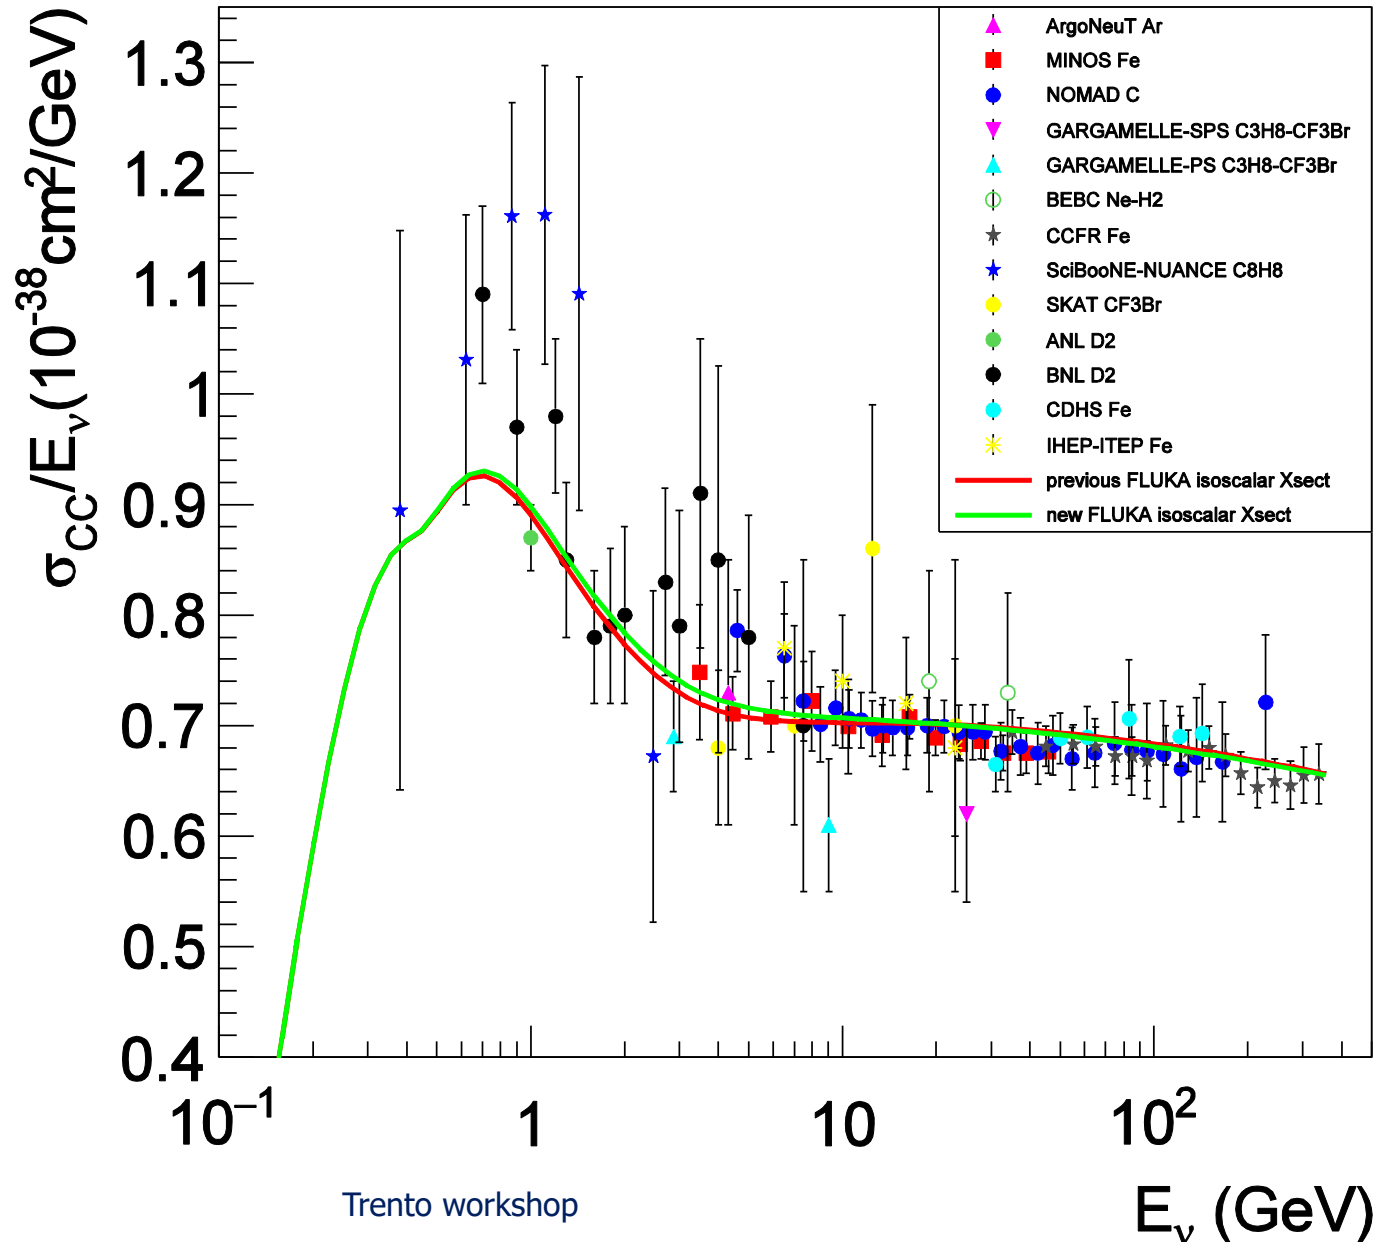 σCC/Eν(10⁻³⁸cm²/GeV)
1.3
1.2
1.1
1
0.9
0.8
0.7
0.6
0.5
0.4
ArgoNeuT Ar
MINOS Fe
NOMAD C
GARGAMELLE-SPS C3H8-CF3Br
GARGAMELLE-PS C3H8-CF3Br
BEBC Ne-H2
CCFR Fe
SciBooNE-NUANCE C8H8
SKAT CF3Br
ANL D2
BNL D2
CDHS Fe
IHEP-ITEP Fe
previous FLUKA isoscalar Xsect
new FLUKA isoscalar Xsect
10⁻¹ 1 10 10²
Trento workshop
Eν (GeV)